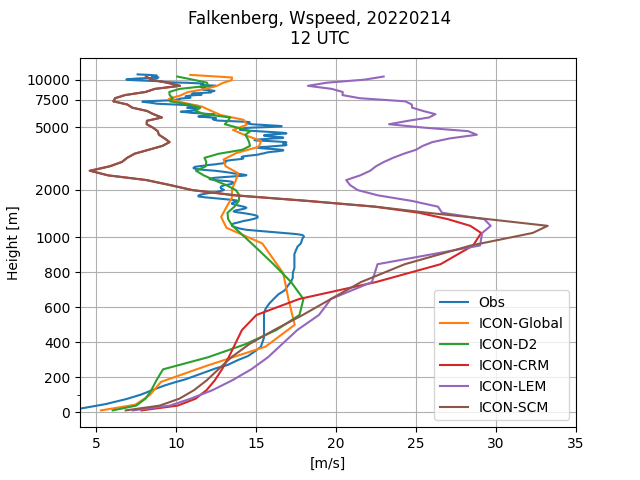 Falkenberg, Wspeed, 20220214
12 UTC
10000
7500
5000
2000
1000
800
600
400
200
0
Height [m]
5 10 15 20 25 30 35
[m/s]
Obs
ICON-Global
ICON-D2
ICON-CRM
ICON-LEM
ICON-SCM